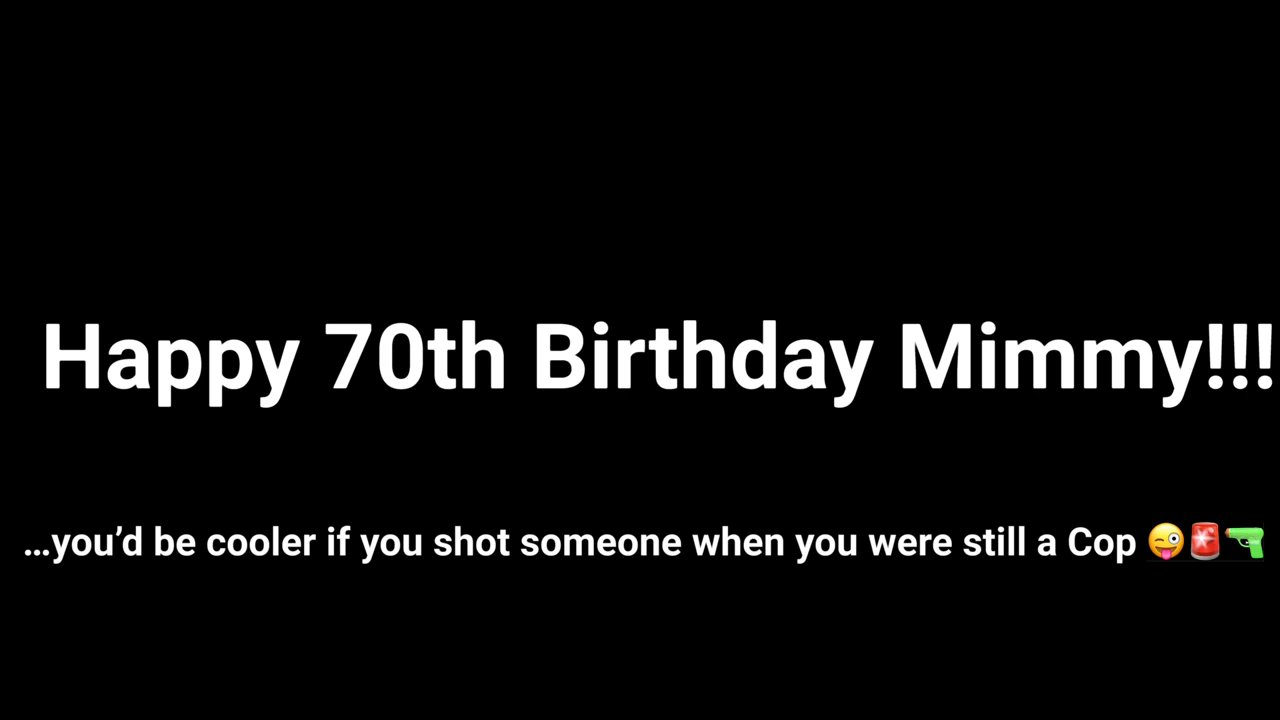 Happy 70th Birthday Mimmy!!!
…you’d be cooler if you shot someone when you were still a Cop 😜🚨🔫